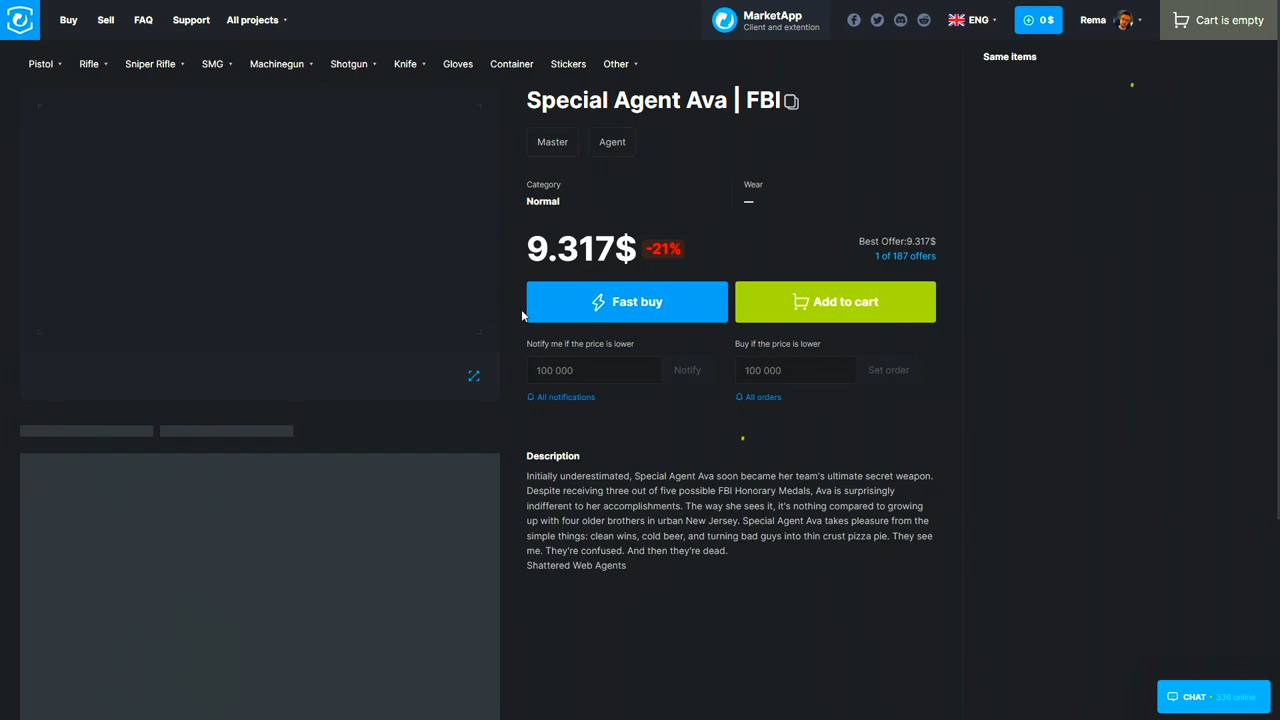 Buy Sell FAQ Support All projects
MarketApp
Client and extention
ENG
0 $
Rema
Cart is empty
Pistol Rifle Sniper Rifle SMG Machinegun Shotgun Knife Gloves Container Stickers Other
Same items
Special Agent Ava | FBI
Master Agent
Category Wear
Normal —
9.317$ -21%
Best Offer:9.317$
1 of 187 offers
Fast buy Add to cart
Notify me if the price is lower Buy if the price is lower
100 000 Notify 100 000 Set order
All notifications All orders
Description
Initially underestimated, Special Agent Ava soon became her team's ultimate secret weapon.
Despite receiving three out of five possible FBI Honorary Medals, Ava is surprisingly
indifferent to her accomplishments. The way she sees it, it's nothing compared to growing
up with four older brothers in urban New Jersey. Special Agent Ava takes pleasure from the
simple things: clean wins, cold beer, and turning bad guys into thin crust pizza pie. They see
me. They're confused. And then they're dead.
Shattered Web Agents
CHAT • 336 online